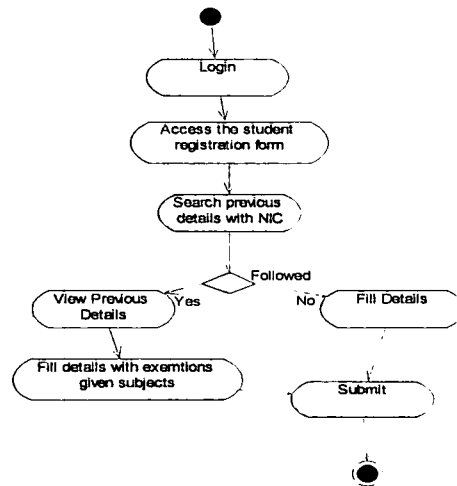 Login
Access the student
registration form
Search previous
details with NIC
Followed
Yes
No
View Previous
Details
Fill Details
Fill details with exemtions
given subjects
Submit